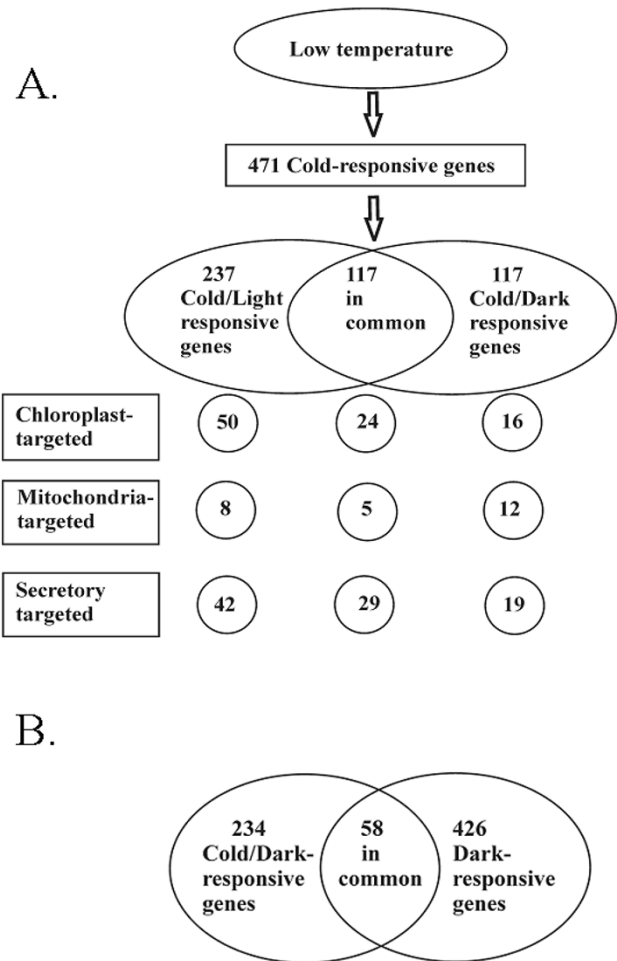 A.
Low temperature
471 Cold-responsive genes
237
Cold/Light
responsive
genes
117
in
common
117
Cold/Dark
responsive
genes
Chloroplast-
targeted
50
24
16
Mitochondria-
targeted
8
5
12
Secretory
targeted
42
29
19
B.
234
Cold/Dark-
responsive
genes
58
in
common
426
Dark-
responsive
genes